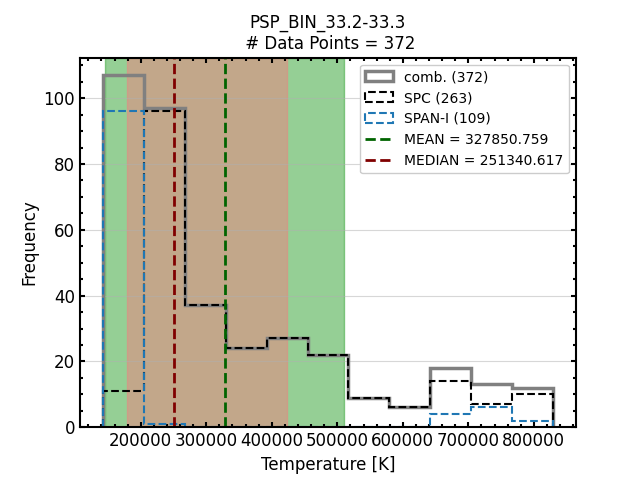 PSP_BIN_33.2-33.3
# Data Points = 372
comb. (372)
SPC (263)
SPAN-I (109)
MEAN = 327850.759
MEDIAN = 251340.617
Frequency
100
80
60
40
20
0
200000 300000 400000 500000 600000 700000 800000
Temperature [K]